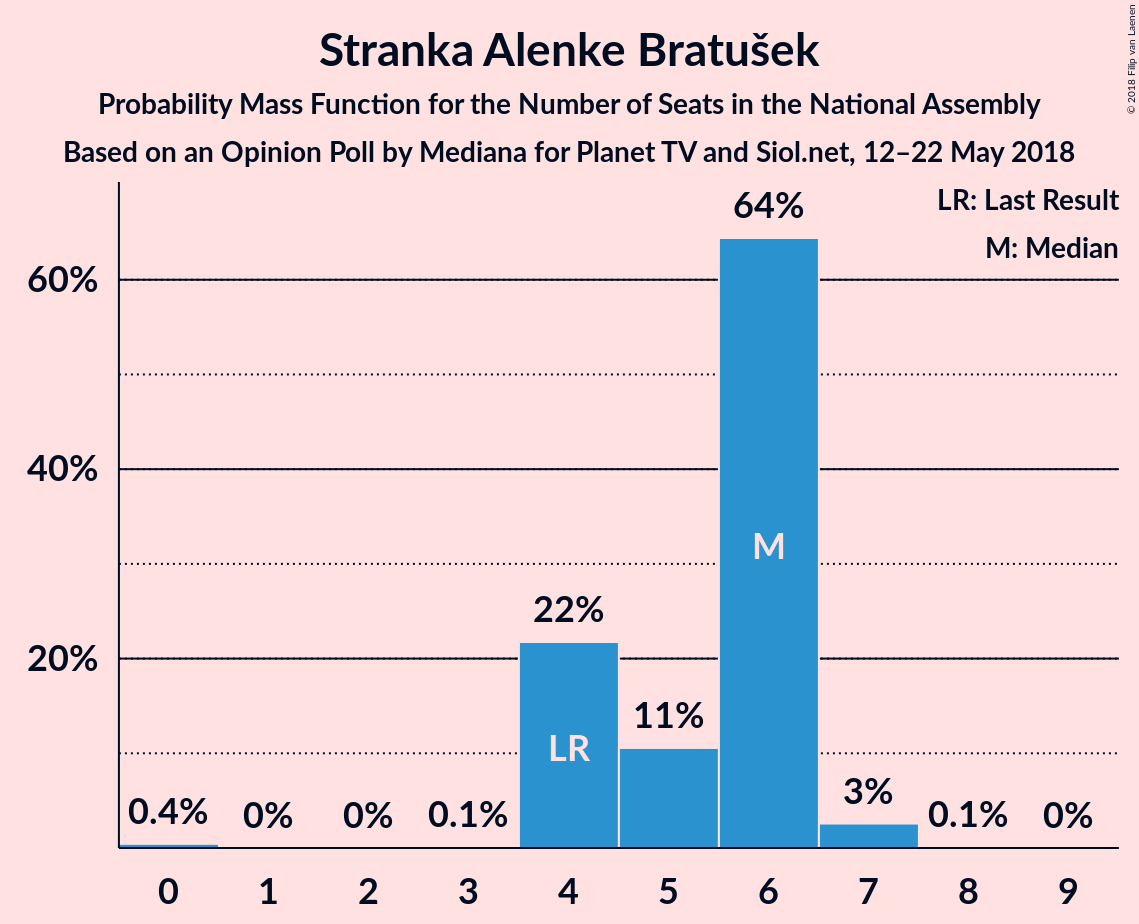 Stranka Alenke Bratušek
Probability Mass Function for the Number of Seats in the National Assembly
Based on an Opinion Poll by Mediana for Planet TV and Siol.net, 12–22 May 2018
© 2018 Filip van Laenen
LR: Last Result
M: Median
60%
40%
20%
0.4%
0%
0%
0.1%
22%
11%
64%
3%
0.1%
0%
LR
M
0 1 2 3 4 5 6 7 8 9